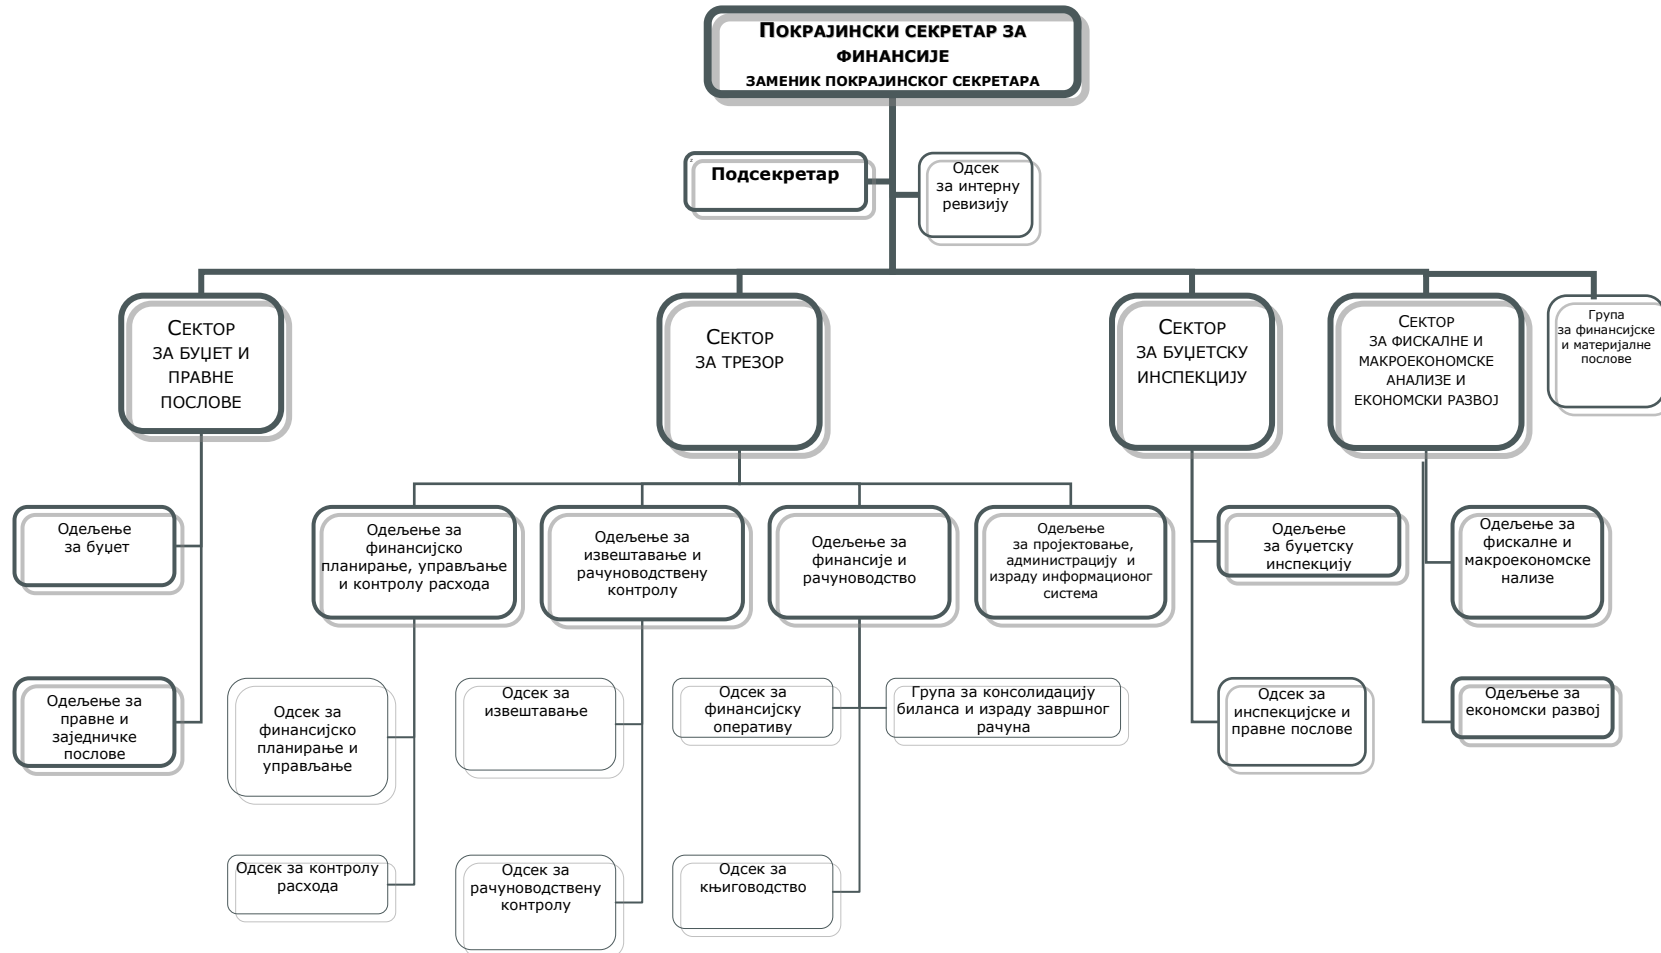 ПОКРАЈИНСКИ СЕКРЕТАР ЗА
ФИНАНСИЈЕ
ЗАМЕНИК ПОКРАЈИНСКОГ СЕКРЕТАРА
Подсекретар
Одсек
за интерну
ревизију
СЕКТОР
ЗА БУЏЕТ И
ПРАВНЕ
ПОСЛОВЕ
СЕКТОР
ЗА ТРЕЗОР
СЕКТОР
ЗА БУЏЕТСКУ
ИНСПЕКЦИЈУ
СЕКТОР
ЗА ФИСКАЛНЕ И
МАКРОЕКОНОМСКЕ
АНАЛИЗЕ И
ЕКОНОМСКИ РАЗВОЈ
Група
за финансијске
и материјалне
послове
Одељење
за буџет
Одељење за
финансијско
планирање, управљање
и контролу расхода
Одељење за
извештавање и
рачуноводствену
контролу
Одељење за
финансије и
рачуноводство
Одељење
за пројектовање,
администрацију и
израду информационог
система
Одељење
за буџетску
инспекцију
Одељење за
фискалне и
макроекономске
нализе
Одељење за
правне и
заједничке
послове
Одсек за
финансијско
планирање и
управљање
Одсек за
извештавање
Одсек за
финансијску
оперативу
Група за консолидацију
биланса и израду завршног
рачуна
Одсек за
инспекцијске и
правне послове
Одељење за
економски развој
Одсек за контролу
расхода
Одсек за
рачуноводствену
контролу
Одсек за
књиговодство